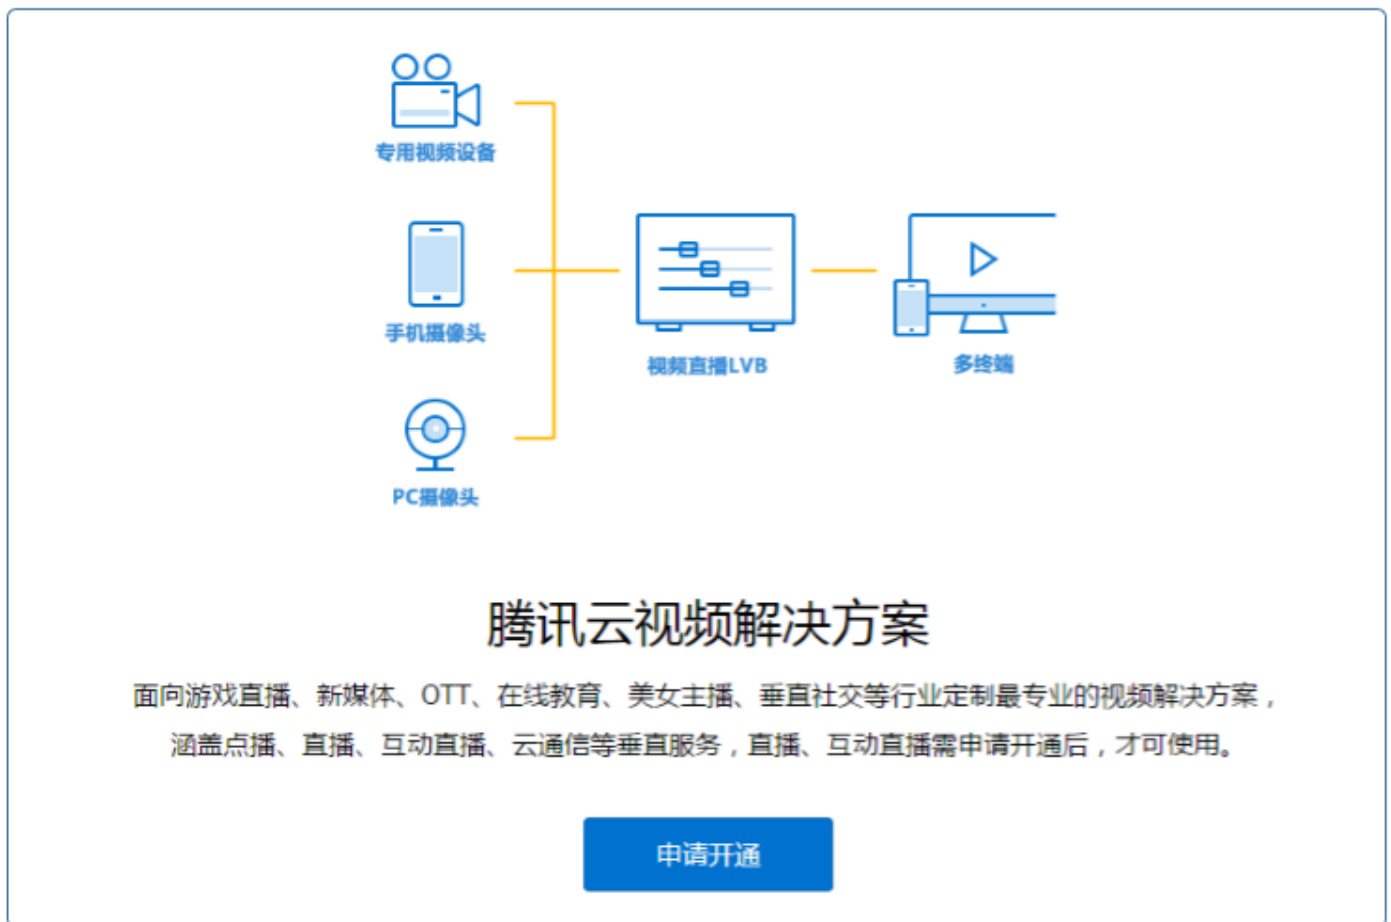 专用视频设备
手机摄像头
视频直播LVB
多终端
PC摄像头
腾讯云视频解决方案
面向游戏直播、新媒体、OTT、在线教育、美女主播、垂直社交等行业定制最专业的视频解决方案，
涵盖点播、直播、互动直播、云通信等垂直服务，直播、互动直播需申请开通后，才可使用。
申请开通